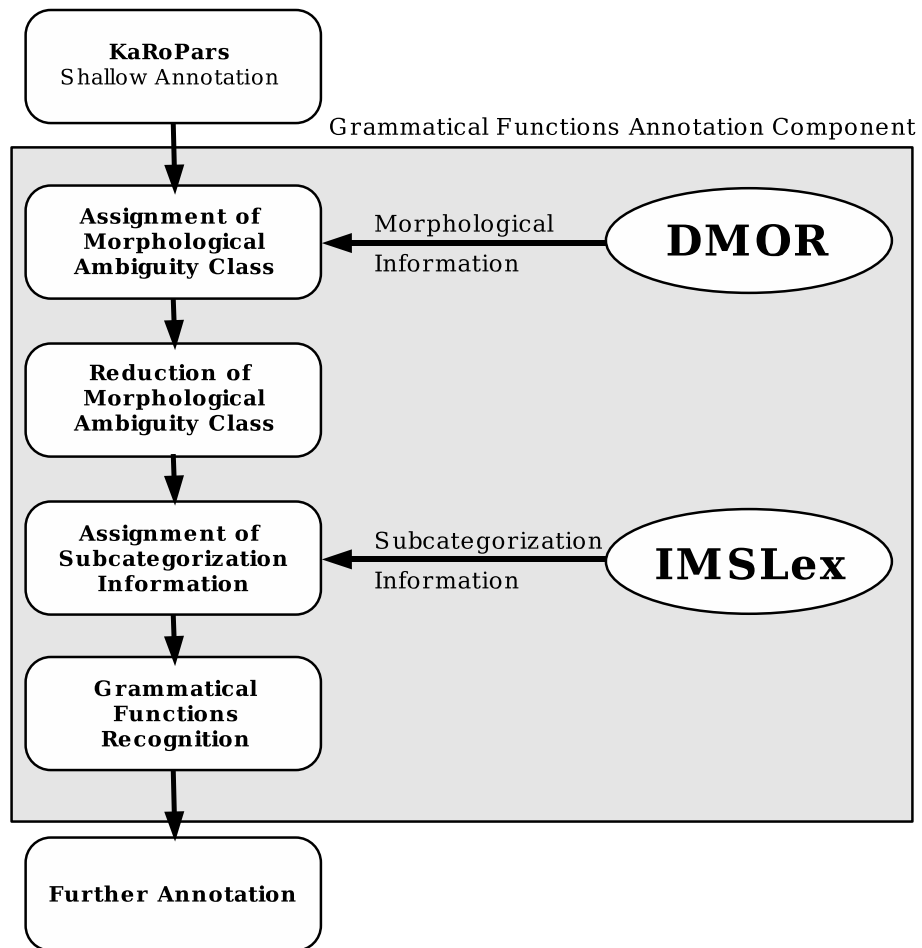 KaRoPars
Shallow Annotation
Grammatical Functions Annotation Component
Assignment of
Morphological
Ambiguity Class
Morphological
Information
DMOR
Reduction of
Morphological
Ambiguity Class
Assignment of
Subcategorization
Information
Subcategorization
Information
IMSLex
Grammatical
Functions
Recognition
Further Annotation